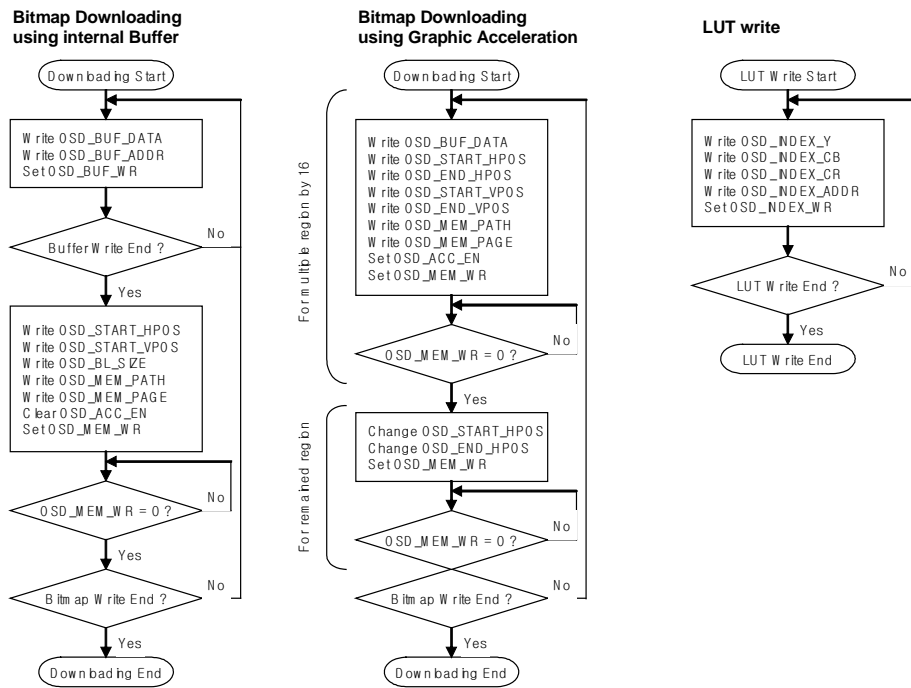 Bitmap Downloading
using internal Buffer
Downloading Start
Write OSD_BUF_DATA
Write OSD_BUF_ADDR
Set OSD_BUF_WR
Buffer Write End ?
No
Yes
Write OSD_START_HPOS
Write OSD_START_VPOS
Write OSD_BL_SIZE
Write OSD_MEM_PATH
Write OSD_MEM_PAGE
Clear OSD_ACC_EN
Set OSD_MEM_WR
OSD_MEM_WR = 0 ?
No
Yes
Bitmap Write End ?
No
Yes
Downloading End
Bitmap Downloading
using Graphic Acceleration
Downloading Start
For multiple region by 16
Write OSD_BUF_DATA
Write OSD_START_HPOS
Write OSD_END_HPOS
Write OSD_START_VPOS
Write OSD_END_VPOS
Write OSD_MEM_PATH
Write OSD_MEM_PAGE
Set OSD_ACC_EN
Set OSD_MEM_WR
OSD_MEM_WR = 0 ?
No
Yes
For remained region
Change OSD_START_HPOS
Change OSD_END_HPOS
Set OSD_MEM_WR
OSD_MEM_WR = 0 ?
No
Bitmap Write End ?
No
Yes
Downloading End
LUT write
LUT Write Start
Write OSD_INDEX_Y
Write OSD_INDEX_CB
Write OSD_INDEX_CR
Write OSD_INDEX_ADDR
Set OSD_INDEX_WR
LUT Write End ?
No
Yes
LUT Write End